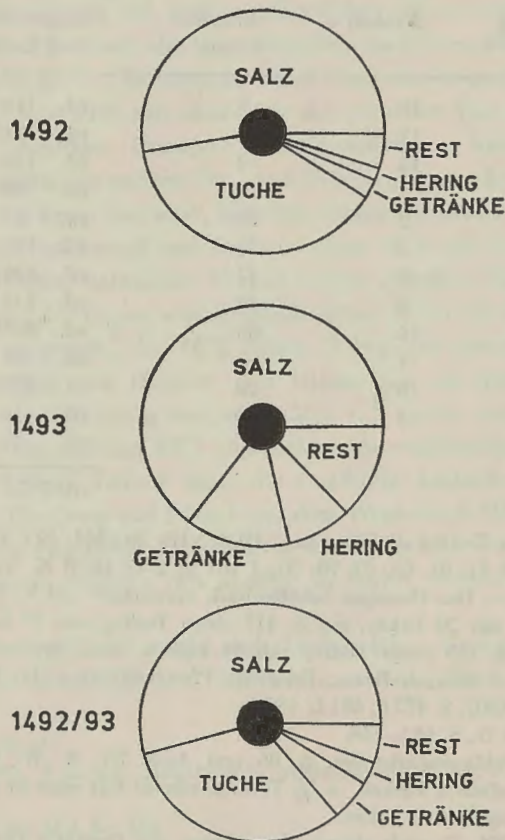 SALZ
1492
REST
HERING
TUCHE
GETRÄNKE
SALZ
1493
REST
GETRÄNKE
HERING
SALZ
1492/93
REST
HERING
TUCHE
GETRÄNKE